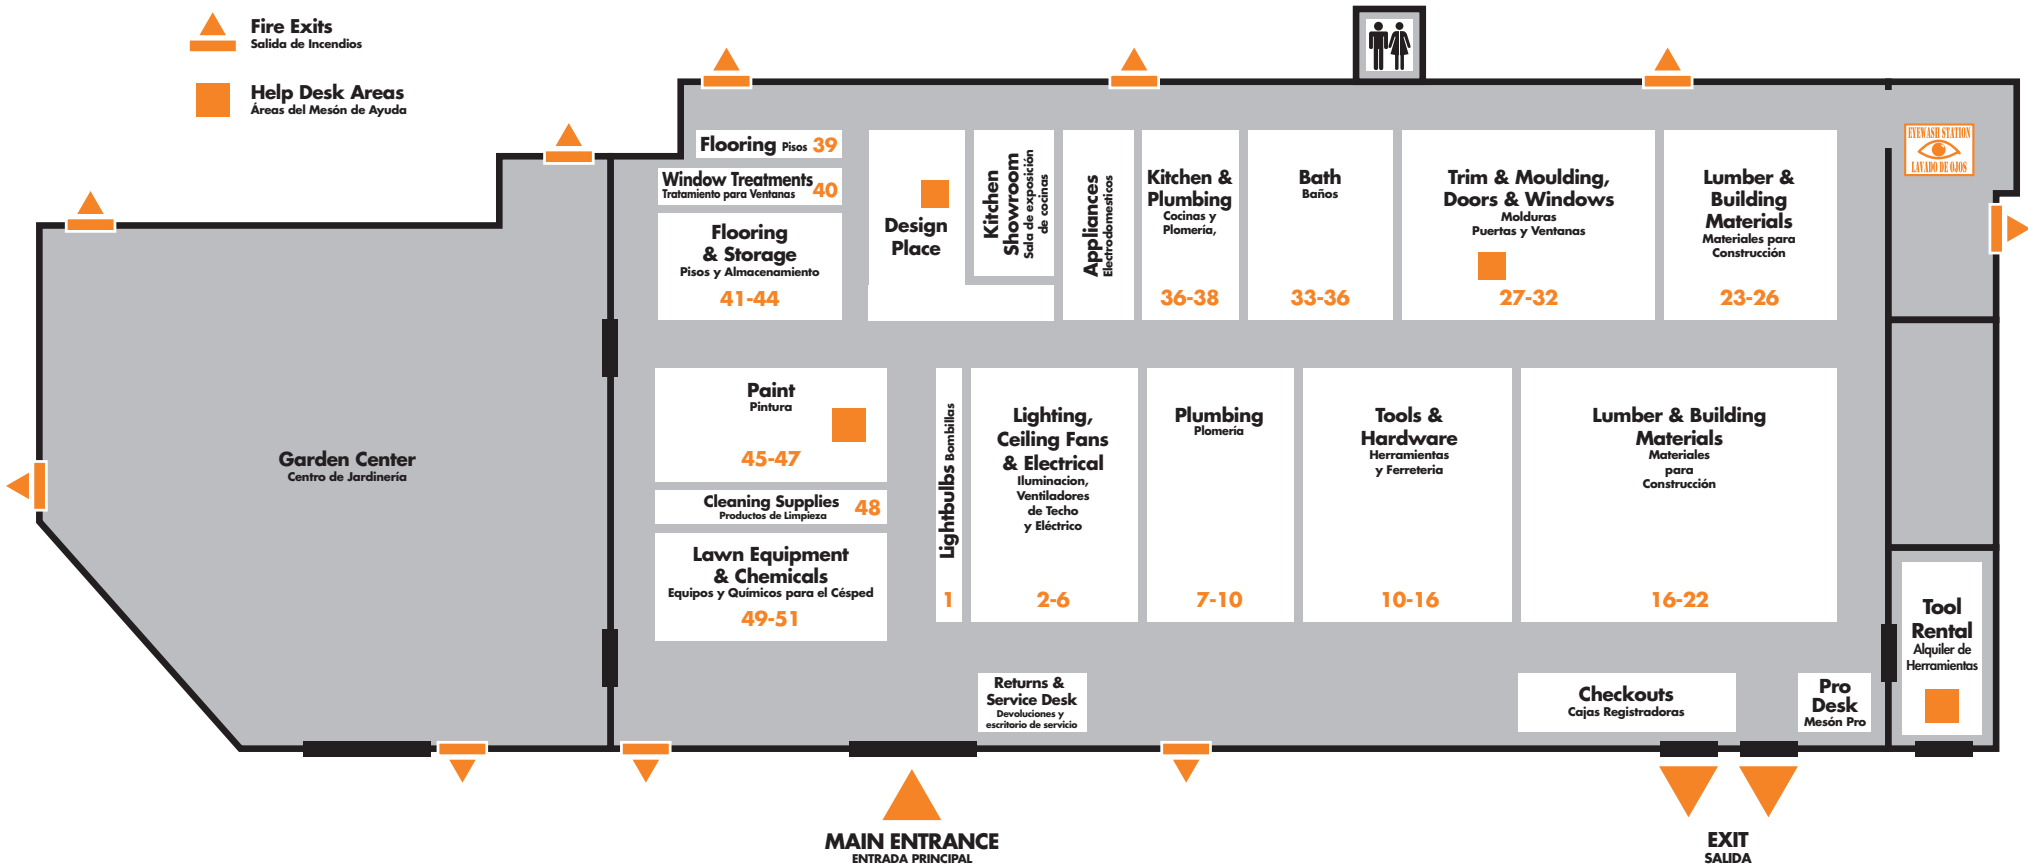 Fire Exits
Salida de Incendios
Help Desk Areas
Áreas del Mesón de Ayuda
EYEWASH STATION
LAVADO DE OJOS
Flooring Pisos 39
Window Treatments
Tratamiento para Ventanas 40
Flooring
& Storage
Pisos y Almacenamiento
41-44
Design
Place
Kitchen
Showroom
Sala de exposición
de cocinas
Appliances
Electrodomesticos
Kitchen &
Plumbing
Cocinas y
Plomería,
36-38
Bath
Baños
33-36
Trim & Moulding,
Doors & Windows
Molduras
Puertas y Ventanas
27-32
Lumber &
Building
Materials
Materiales para
Construcción
23-26
Garden Center
Centro de Jardinería
Paint
Pintura
45-47
Cleaning Supplies
Productos de Limpieza 48
Lawn Equipment
& Chemicals
Equipos y Químicos para el Césped
49-51
Lightbulbs Bombillas
1
Lighting,
Ceiling Fans
& Electrical
Iluminacion,
Ventiladores
de Techo
y Eléctrico
2-6
Plumbing
Plomería
7-10
Tools &
Hardware
Herramientas
y Ferreteria
10-16
Lumber & Building
Materials
Materiales
para
Construcción
16-22
Tool
Rental
Alquiler de
Herramientas
Returns &
Service Desk
Devoluciones y
escritorio de servicio
Checkouts
Cajas Registradoras
Pro
Desk
Mesón Pro
MAIN ENTRANCE
ENTRADA PRINCIPAL
EXIT
SALIDA